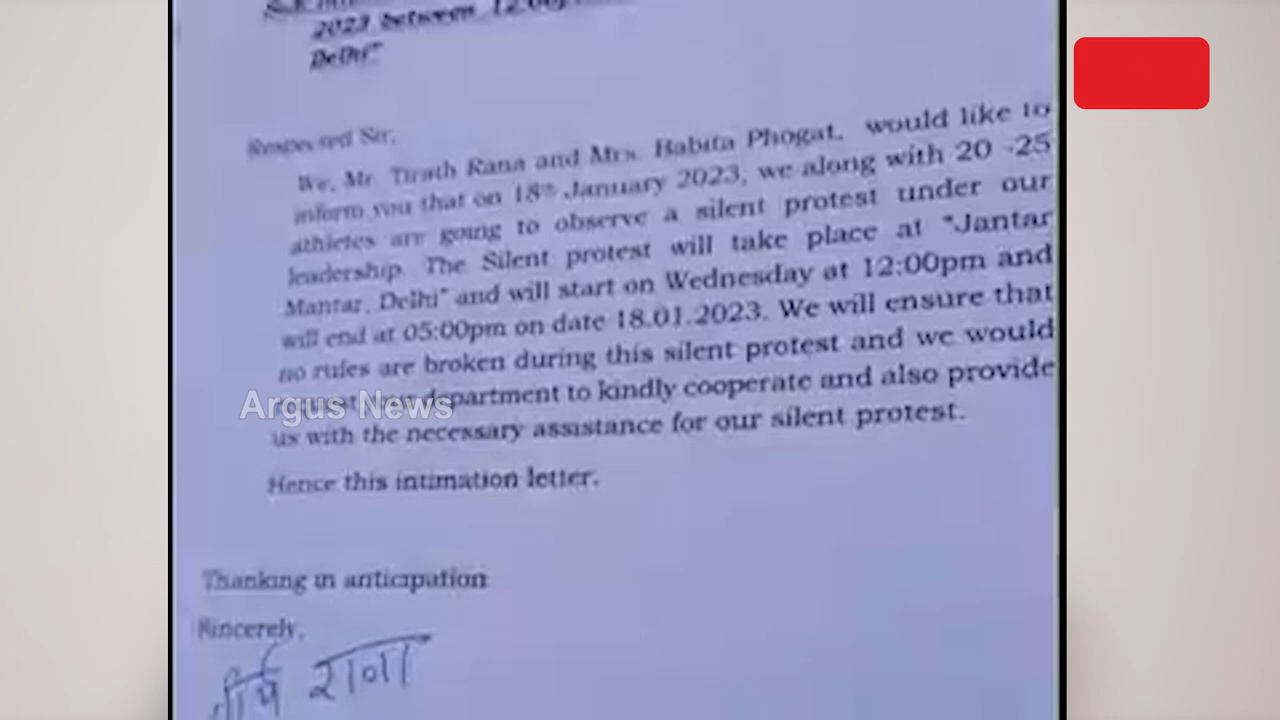 2023 between 12:00
Delhi"
Respected Sir,
We, Mr. Tirath Rana and Mrs. Babita Phogat, would like to
inform you that on 18th January 2023, we along with 20 -25
athletes are going to observe a silent protest under our
leadership. The Silent protest will take place at "Jantar
Mantar, Delhi" and will start on Wednesday at 12:00pm and
will end at 05:00pm on date 18.01.2023. We will ensure that
no rules are broken during this silent protest and we would
department to kindly cooperate and also provide
Argus News
us with the necessary assistance for our silent protest.
Hence this intimation letter.
Thanking in anticipation
Sincerely,
तीर्थ राणा